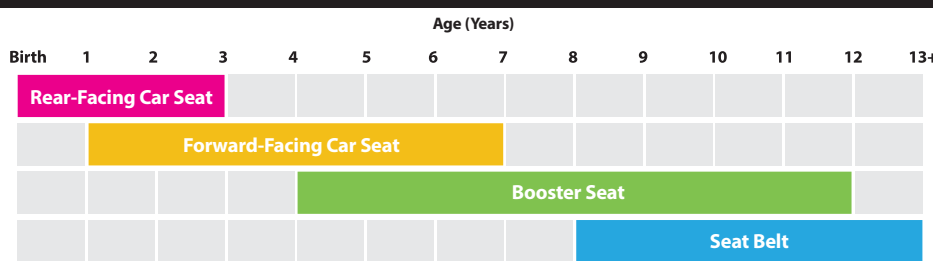 Age (Years)
Birth 1 2 3 4 5 6 7 8 9 10 11 12 13+
Rear-Facing Car Seat
Forward-Facing Car Seat
Booster Seat
Seat Belt